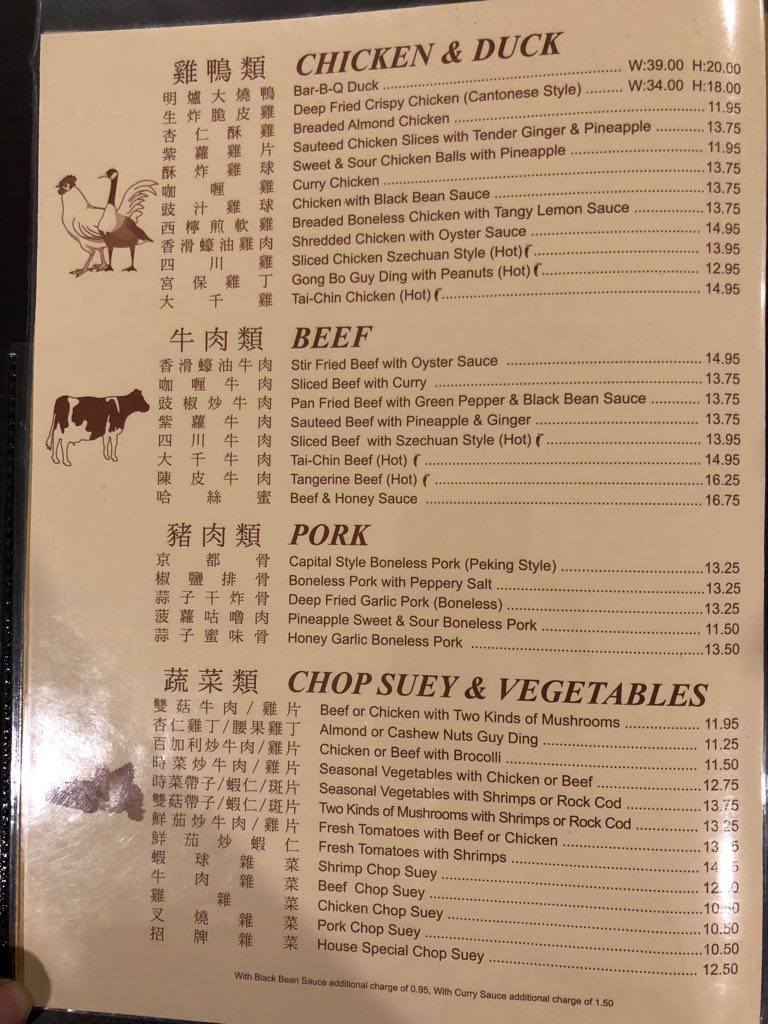 雞鴨類 CHICKEN & DUCK
明爐大燒鴨 Bar-B-Q Duck ........ W:39.00 H:20.00
生炸脆皮雞 Deep Fried Crispy Chicken (Cantonese Style) ........ W:34.00 H:18.00
杏仁酥雞 Breaded Almond Chicken ........ 11.95
紫蘿雞片 Sauteed Chicken Slices with Tender Ginger & Pineapple ........ 13.75
酥炸雞球 Sweet & Sour Chicken Balls with Pineapple ........ 11.95
咖喱雞 Curry Chicken ........ 13.75
豉汁雞球 Chicken with Black Bean Sauce ........ 13.75
西檸煎軟雞 Breaded Boneless Chicken with Tangy Lemon Sauce ........ 13.75
香滑蠔油雞肉 Shredded Chicken with Oyster Sauce ........ 14.95
四川雞 Sliced Chicken Szechuan Style (Hot) ........ 13.95
宮保雞丁 Gong Bo Guy Ding with Peanuts (Hot) ........ 12.95
大千雞 Tai-Chin Chicken (Hot) ........ 14.95
牛肉類 BEEF
香滑蠔油牛肉 Stir Fried Beef with Oyster Sauce ........ 14.95
咖喱牛肉 Sliced Beef with Curry ........ 13.75
豉椒炒牛肉 Pan Fried Beef with Green Pepper & Black Bean Sauce ........ 13.75
紫蘿牛肉 Sauteed Beef with Pineapple & Ginger ........ 13.75
四川牛肉 Sliced Beef with Szechuan Style (Hot) ........ 13.95
大千牛肉 Tai-Chin Beef (Hot) ........ 14.95
陳皮牛肉 Tangerine Beef (Hot) ........ 16.25
哈絲蜜 Beef & Honey Sauce ........ 16.75
豬肉類 PORK
京都骨 Capital Style Boneless Pork (Peking Style) ........ 13.25
椒鹽排骨 Boneless Pork with Peppery Salt ........ 13.25
蒜子干炸骨 Deep Fried Garlic Pork (Boneless) ........ 13.25
菠蘿咕嚕肉 Pineapple Sweet & Sour Boneless Pork ........ 11.50
蒜子蜜味骨 Honey Garlic Boneless Pork ........ 13.50
蔬菜類 CHOP SUEY & VEGETABLES
雙菇牛肉/雞片 Beef or Chicken with Two Kinds of Mushrooms ........ 11.95
杏仁雞丁/腰果雞丁 Almond or Cashew Nuts Guy Ding ........ 11.25
百加利炒牛肉/雞片 Chicken or Beef with Brocolli ........ 11.50
時菜炒牛肉/雞片 Seasonal Vegetables with Chicken or Beef ........ 12.75
時菜帶子/蝦仁/斑片 Seasonal Vegetables with Shrimps or Rock Cod ........ 13.75
雙菇帶子/蝦仁/斑片 Two Kinds of Mushrooms with Shrimps or Rock Cod ........ 13.25
鮮茄炒牛肉/雞片 Fresh Tomatoes with Beef or Chicken ........
鮮茄炒蝦仁 Fresh Tomatoes with Shrimps ........
蝦球雜菜 Shrimp Chop Suey ........
牛肉雜菜 Beef Chop Suey ........ 10.50
雞雜菜 Chicken Chop Suey ........ 10.50
叉燒雜菜 Pork Chop Suey ........ 10.50
招牌雜菜 House Special Chop Suey ........ 12.50
With Black Bean Sauce additional charge of 0.95, With Curry Sauce additional charge of 1.50